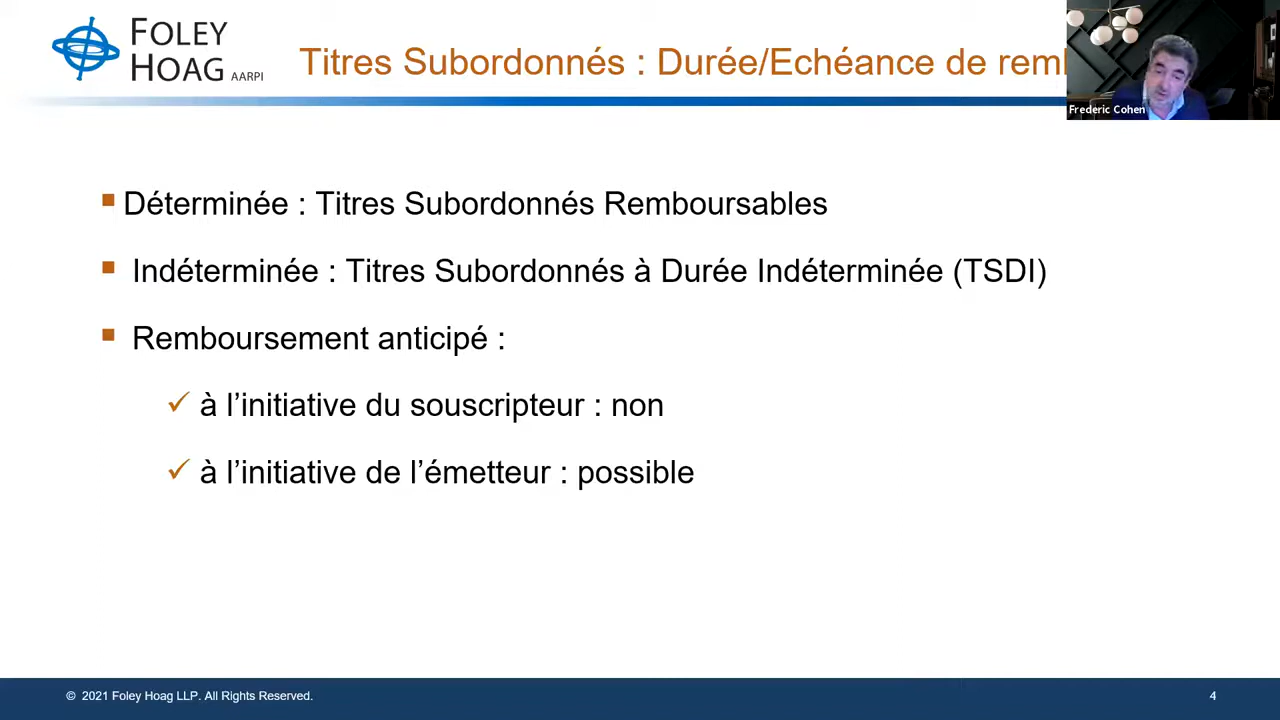 FOLEY
HOAG AARPI
Titres Subordonnés : Durée/Echéance de
Frederic Cohen
Déterminée : Titres Subordonnés Remboursables
Indéterminée : Titres Subordonnés à Durée Indéterminée (TSDI)
Remboursement anticipé :
à l’initiative du souscripteur : non
à l’initiative de l’émetteur : possible
© 2021 Foley Hoag LLP. All Rights Reserved.
4